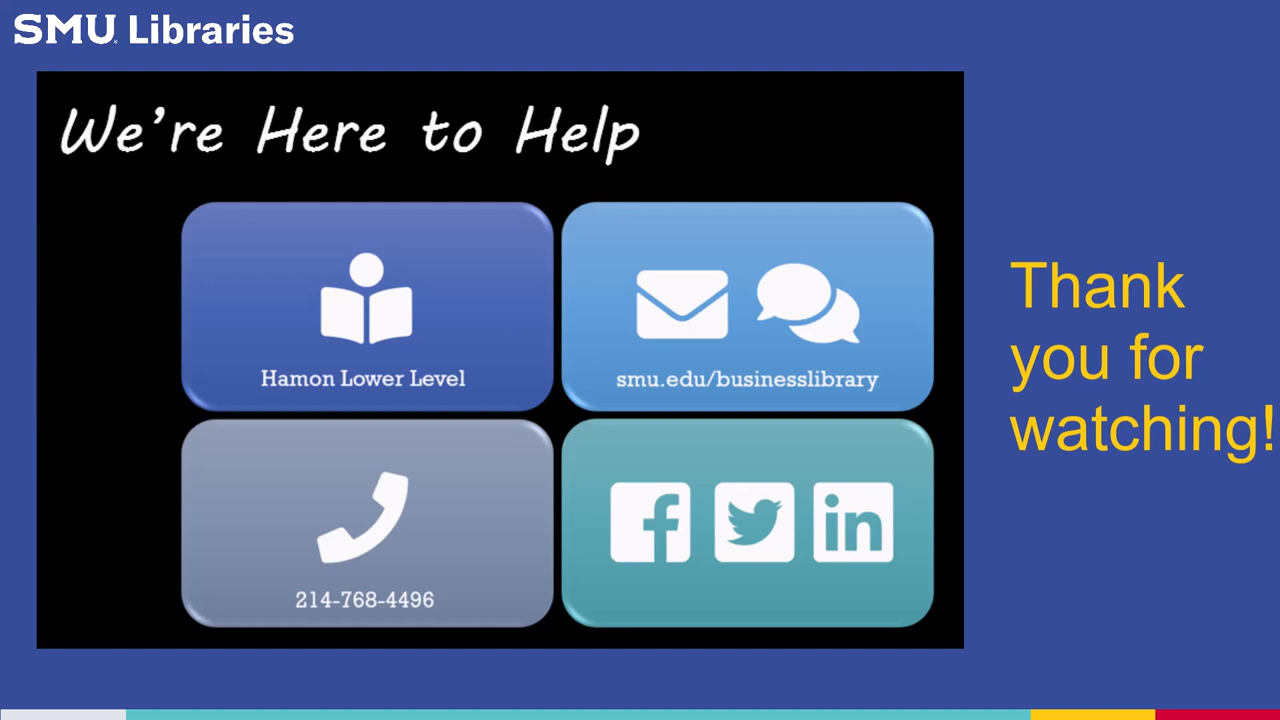 SMU Libraries
We're Here to Help
Hamon Lower Level
smu.edu/businesslibrary
214-768-4496
f
in
Thank
you for
watching!